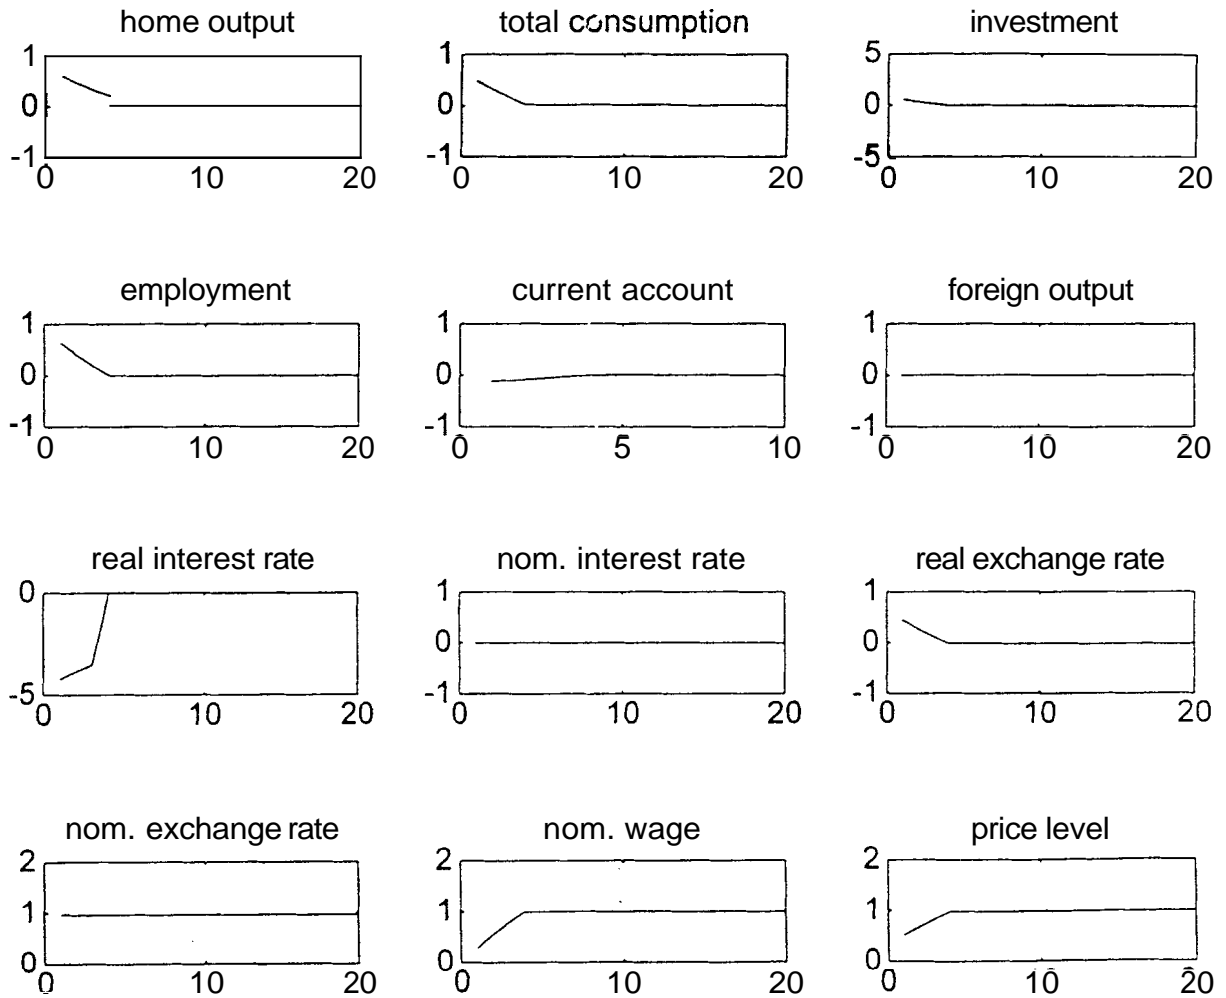 home output total consumption investment
1 1 5
0 0 0
-1 -1 -5
0 10 20 0 10 20 0 10 20
employment current account foreign output
1 1 1
0 0 0
-1 -1 -1
0 10 20 0 5 10 0 10 20
real interest rate nom. interest rate real exchange rate
0 1 1
0 0
-5 -1 -1
0 10 20 0 10 20 0 10 20
nom. exchange rate nom. wage price level
2 2 2
1 1 1
0 0 0
0 10 20 0 10 20 0 10 20